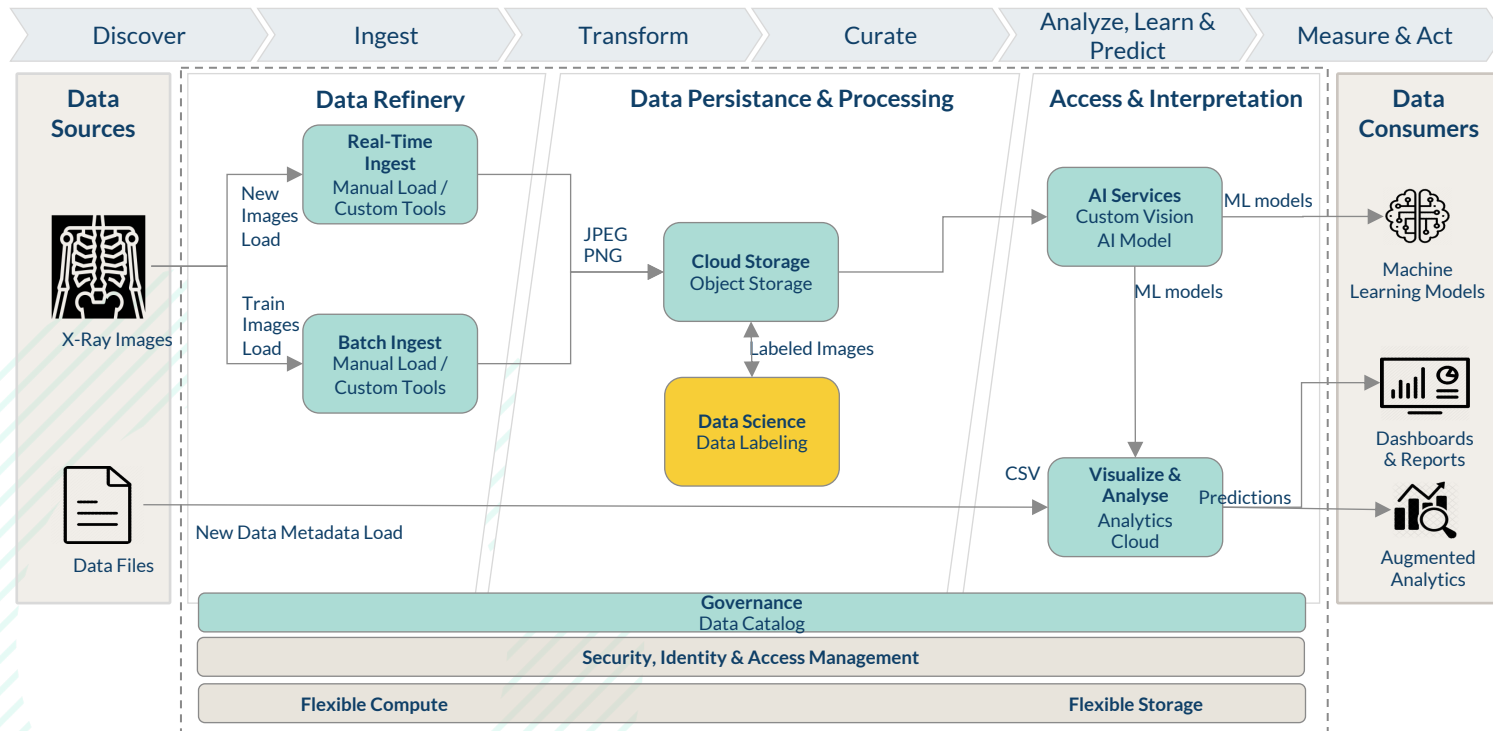 Discover
Ingest
Transform
Curate
Analyze, Learn &
Predict
Measure & Act
Data
Sources
Data Refinery
Data Persistance & Processing
Access & Interpretation
Data
Consumers
Real-Time
Ingest
Manual Load /
Custom Tools
New
Images
Load
X-Ray Images
Train
Images
Load
Batch Ingest
Manual Load /
Custom Tools
JPEG
PNG
Cloud Storage
Object Storage
Labeled Images
Data Science
Data Labeling
AI Services
Custom Vision
AI Model
ML models
ML models
Machine
Learning Models
Data Files
New Data Metadata Load
CSV
Visualize &
Analyse
Analytics
Cloud
Predictions
Dashboards
& Reports
Augmented
Analytics
Governance
Data Catalog
Security, Identity & Access Management
Flexible Compute
Flexible Storage